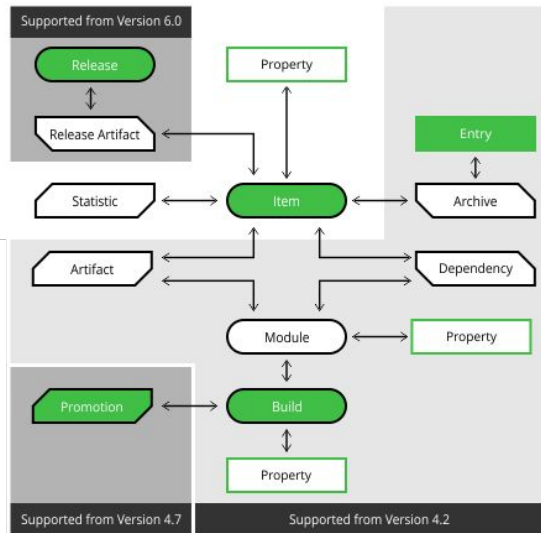 Supported from Version 6.0
Release
Property
Release Artifact
Entry
Statistic
Item
Archive
Artifact
Dependency
Module
Property
Promotion
Build
Property
Supported from Version 4.7
Supported from Version 4.2